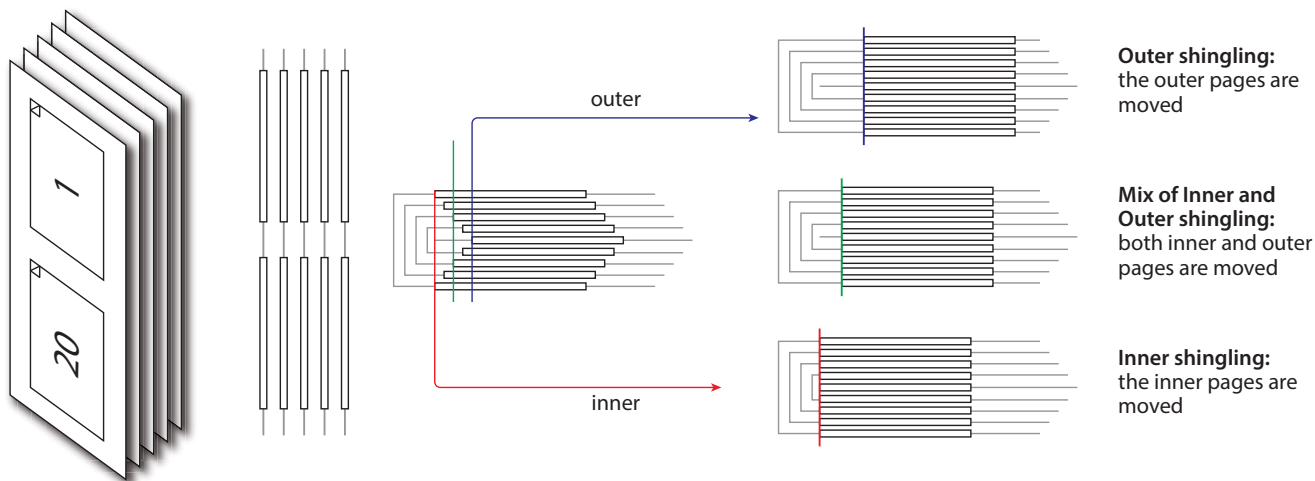 1
20
outer
inner
Outer shingling:
the outer pages are
moved
Mix of Inner and
Outer shingling:
both inner and outer
pages are moved
Inner shingling:
the inner pages are
moved